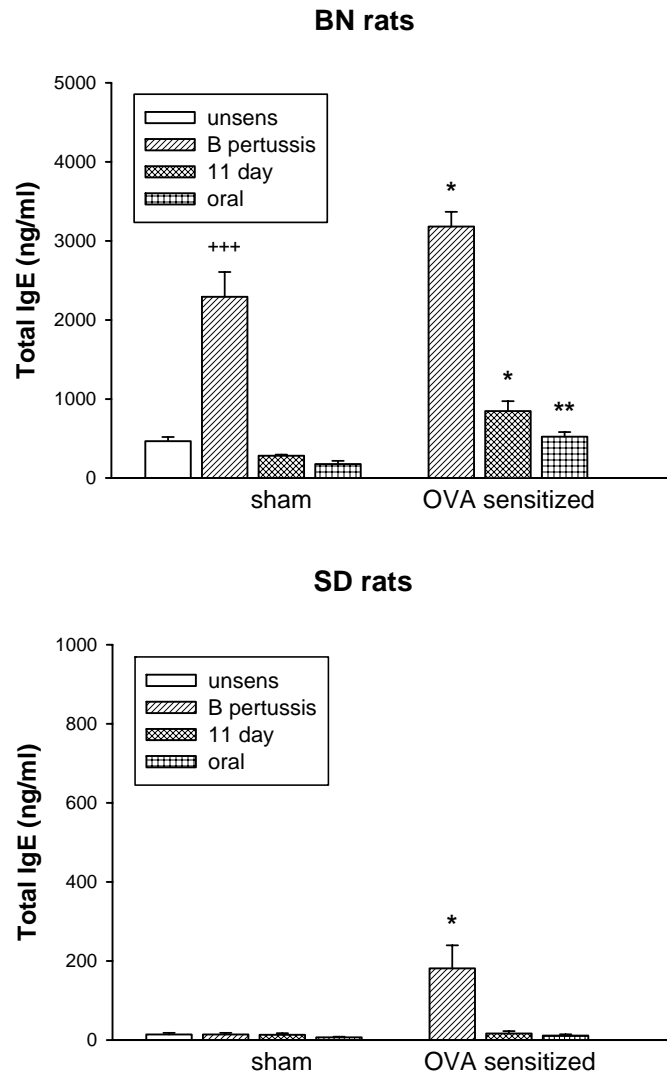 BN rats
Total IgE (ng/ml)
5000
4000
3000
2000
1000
0
unsens
B pertussis
11 day
oral
+++
*
*
**
sham
OVA sensitized
SD rats
Total IgE (ng/ml)
1000
800
600
400
200
0
unsens
B pertussis
11 day
oral
*
sham
OVA sensitized